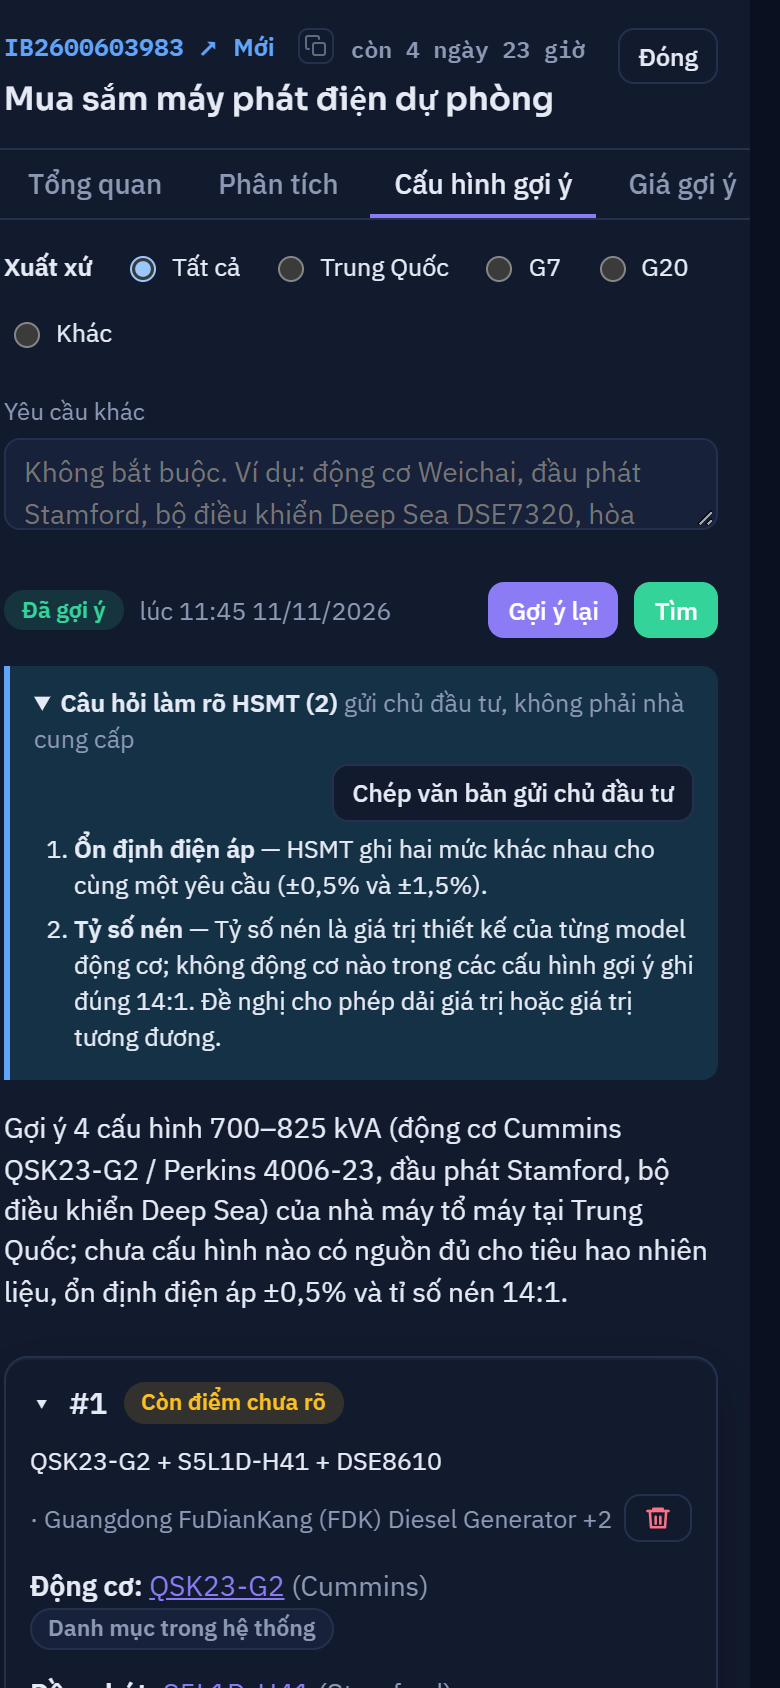 IB2600603983 ↗ Mới còn 4 ngày 23 giờ Đóng
Mua sắm máy phát điện dự phòng
Tổng quan Phân tích Cấu hình gợi ý Giá gợi ý
Xuất xứ Tất cả Trung Quốc G7 G20
Khác
Yêu cầu khác
Không bắt buộc. Ví dụ: động cơ Weichai, đầu phát
Stamford, bộ điều khiển Deep Sea DSE7320, hòa
Đã gợi ý lúc 11:45 11/11/2026 Gợi ý lại Tìm
▼ Câu hỏi làm rõ HSMT (2) gửi chủ đầu tư, không phải nhà
cung cấp
Chép văn bản gửi chủ đầu tư
1. Ổn định điện áp — HSMT ghi hai mức khác nhau cho
cùng một yêu cầu (±0,5% và ±1,5%).
2. Tỷ số nén — Tỷ số nén là giá trị thiết kế của từng model
động cơ; không động cơ nào trong các cấu hình gợi ý ghi
đúng 14:1. Đề nghị cho phép dải giá trị hoặc giá trị
tương đương.
Gợi ý 4 cấu hình 700–825 kVA (động cơ Cummins
QSK23-G2 / Perkins 4006-23, đầu phát Stamford, bộ
điều khiển Deep Sea) của nhà máy tổ máy tại Trung
Quốc; chưa cấu hình nào có nguồn đủ cho tiêu hao nhiên
liệu, ổn định điện áp ±0,5% và tỉ số nén 14:1.
▼ #1 Còn điểm chưa rõ
QSK23-G2 + S5L1D-H41 + DSE8610
· Guangdong FuDianKang (FDK) Diesel Generator +2
Động cơ: QSK23-G2 (Cummins)
Danh mục trong hệ thống